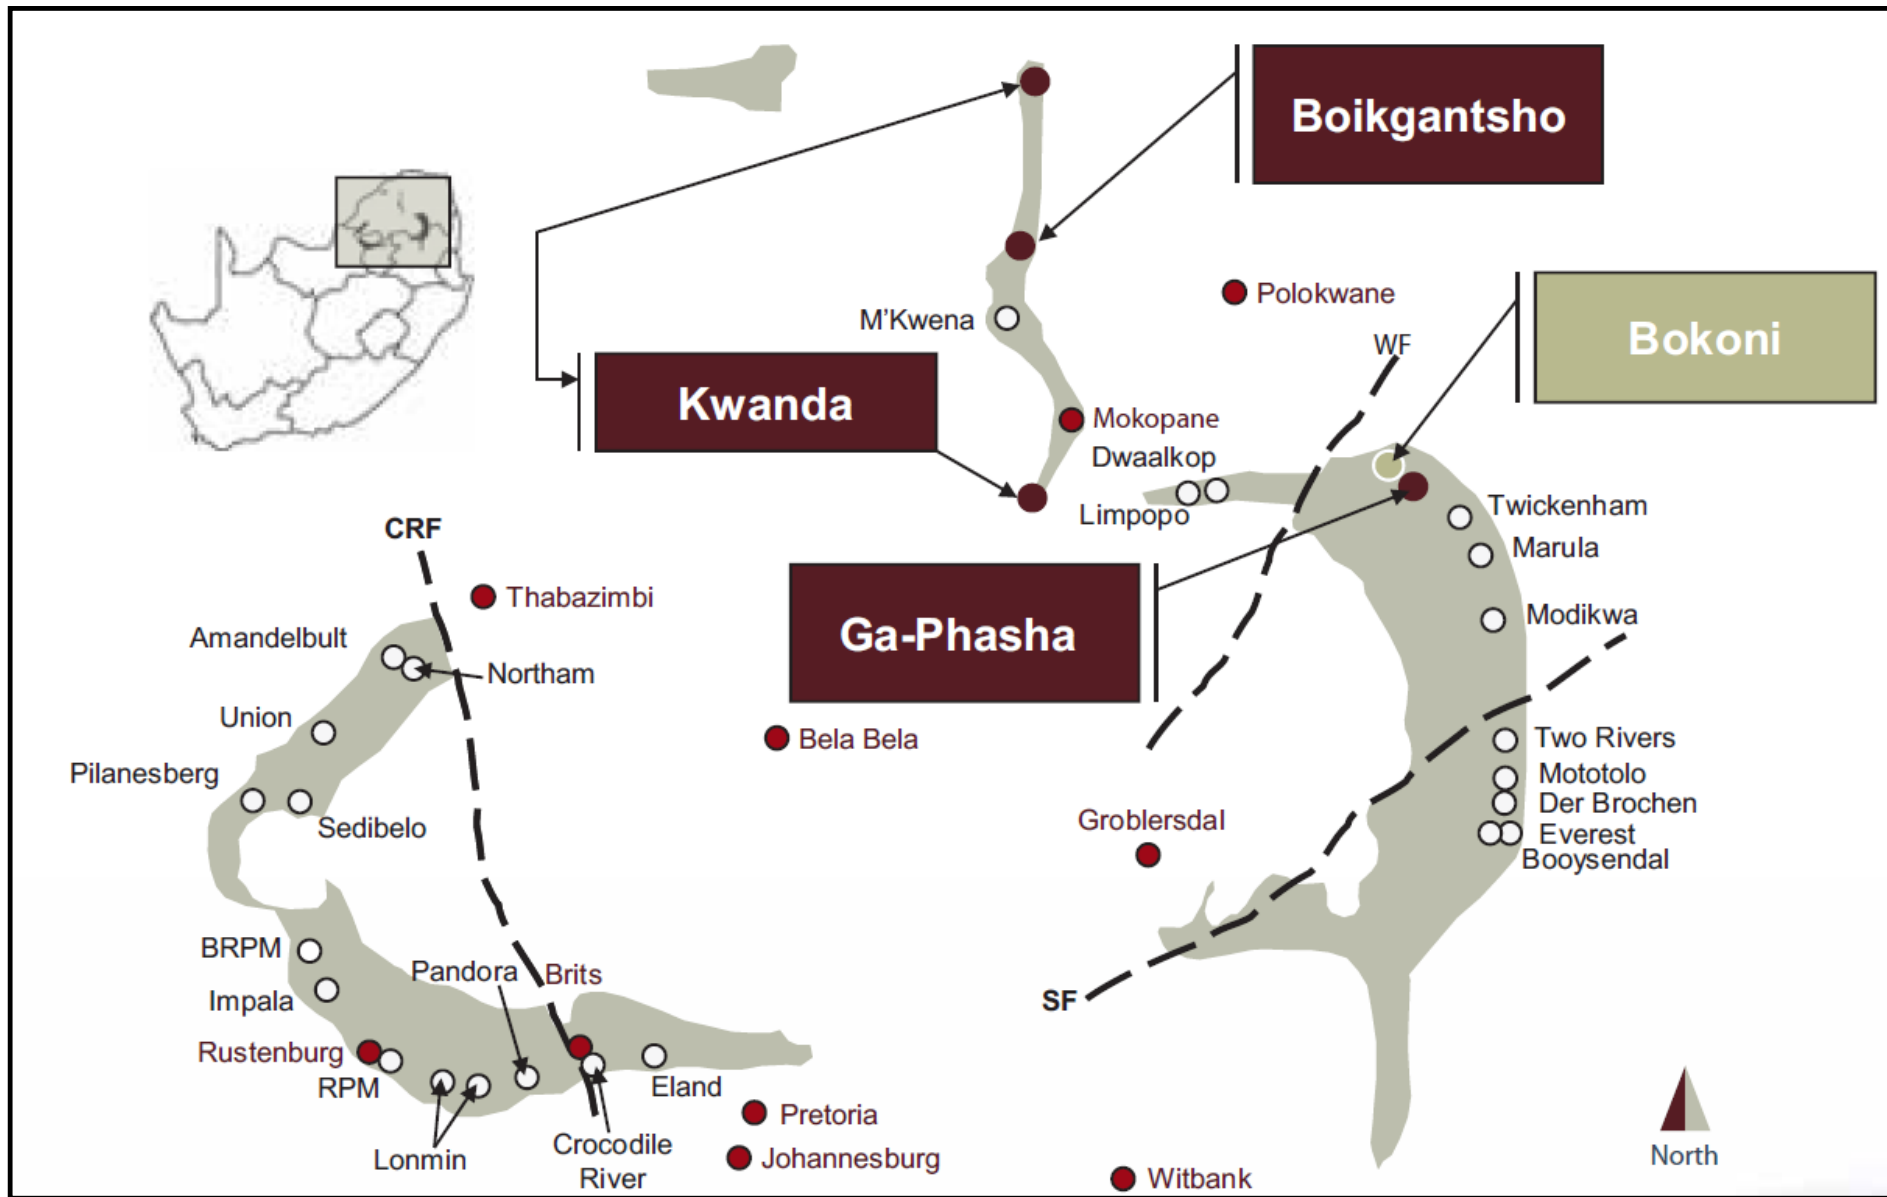 Boikgantsho
Polokwane
M'Kwena
WF
Bokoni
Kwanda
Mokopane
Dwaalkop
Limpopo
Twickenham
Marula
Modikwa
CRF
Thabazimbi
Amandelbult
Northam
Ga-Phasha
Union
Bela Bela
Pilanesberg
Sedibelo
Two Rivers
Mototolo
Der Brochen
Everest
Booysendal
Groblersdal
BRPM
Pandora
Brits
Impala
SF
Rustenburg
RPM
Eland
Lonmin
Crocodile
River
Pretoria
Johannesburg
Witbank
North